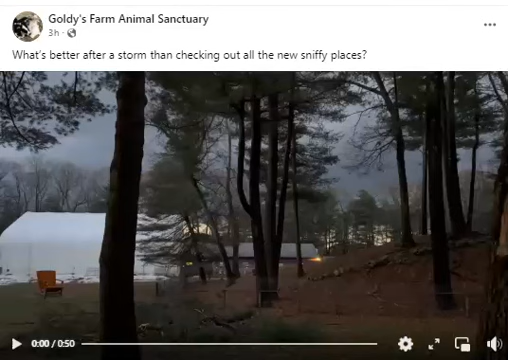 Goldy's Farm Animal Sanctuary
3h ·
What's better after a storm than checking out all the new sniffy places?
0:00 / 0:50